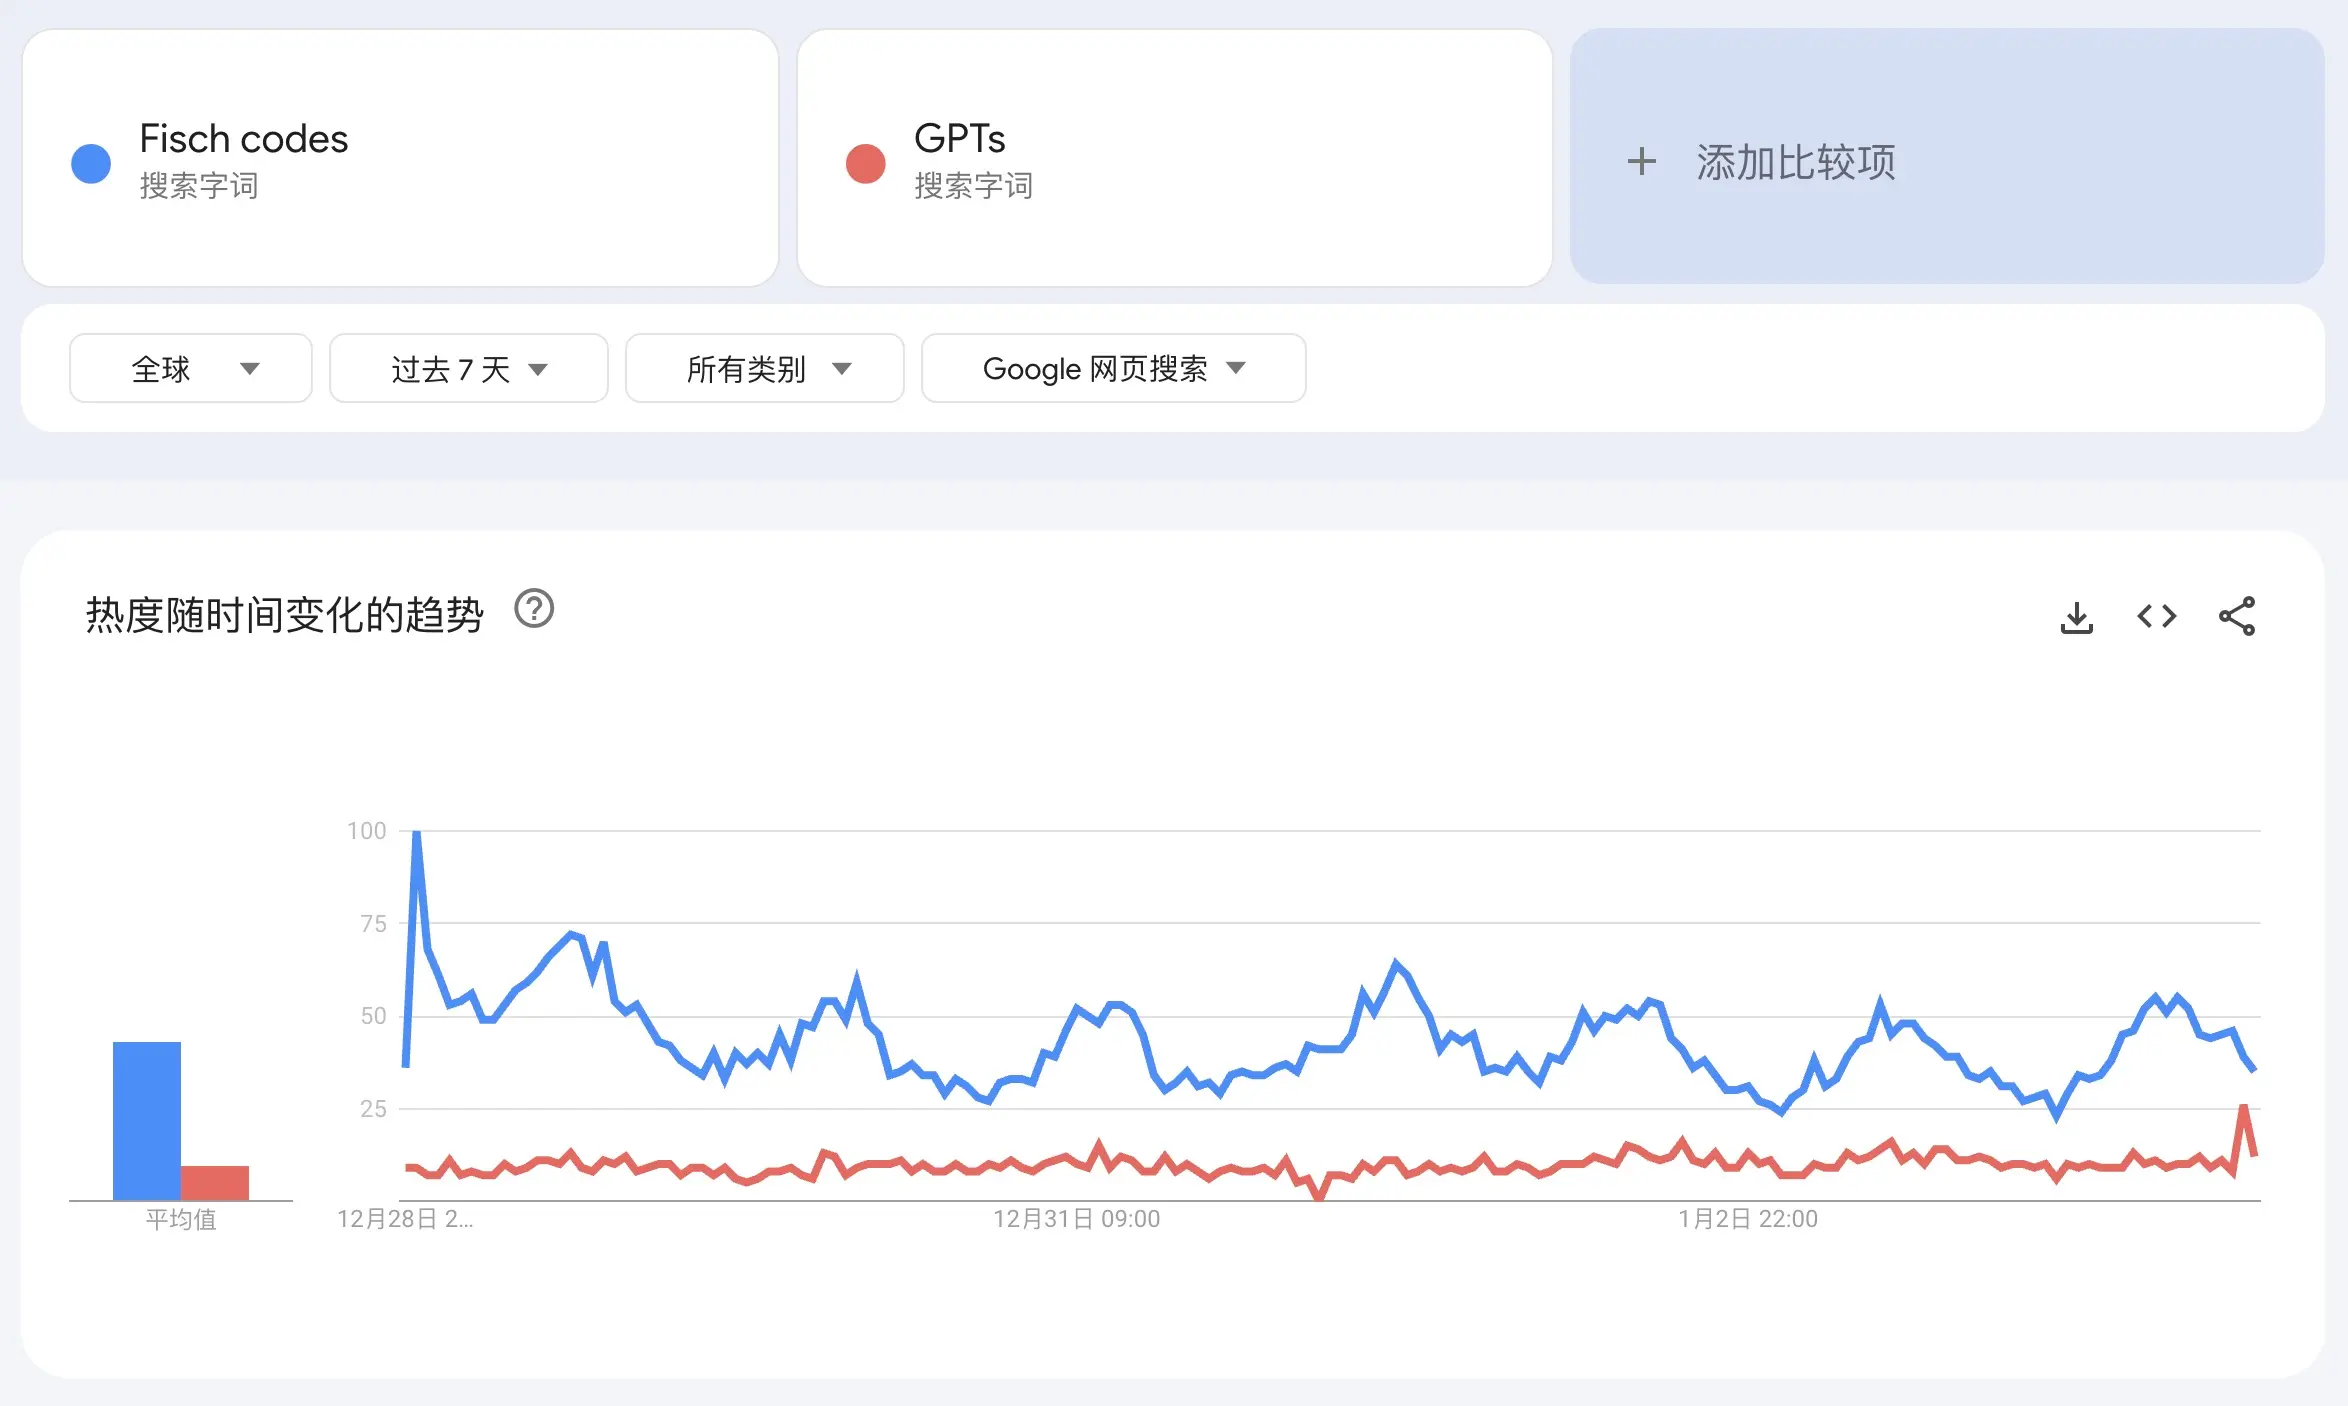 Fisch codes
搜索字词
GPTs
搜索字词
+ 添加比较项
全球
过去 7 天
所有类别
Google 网页搜索
热度随时间变化的趋势
100
75
50
25
平均值
12月28日 2…
12月31日 09:00
1月2日 22:00